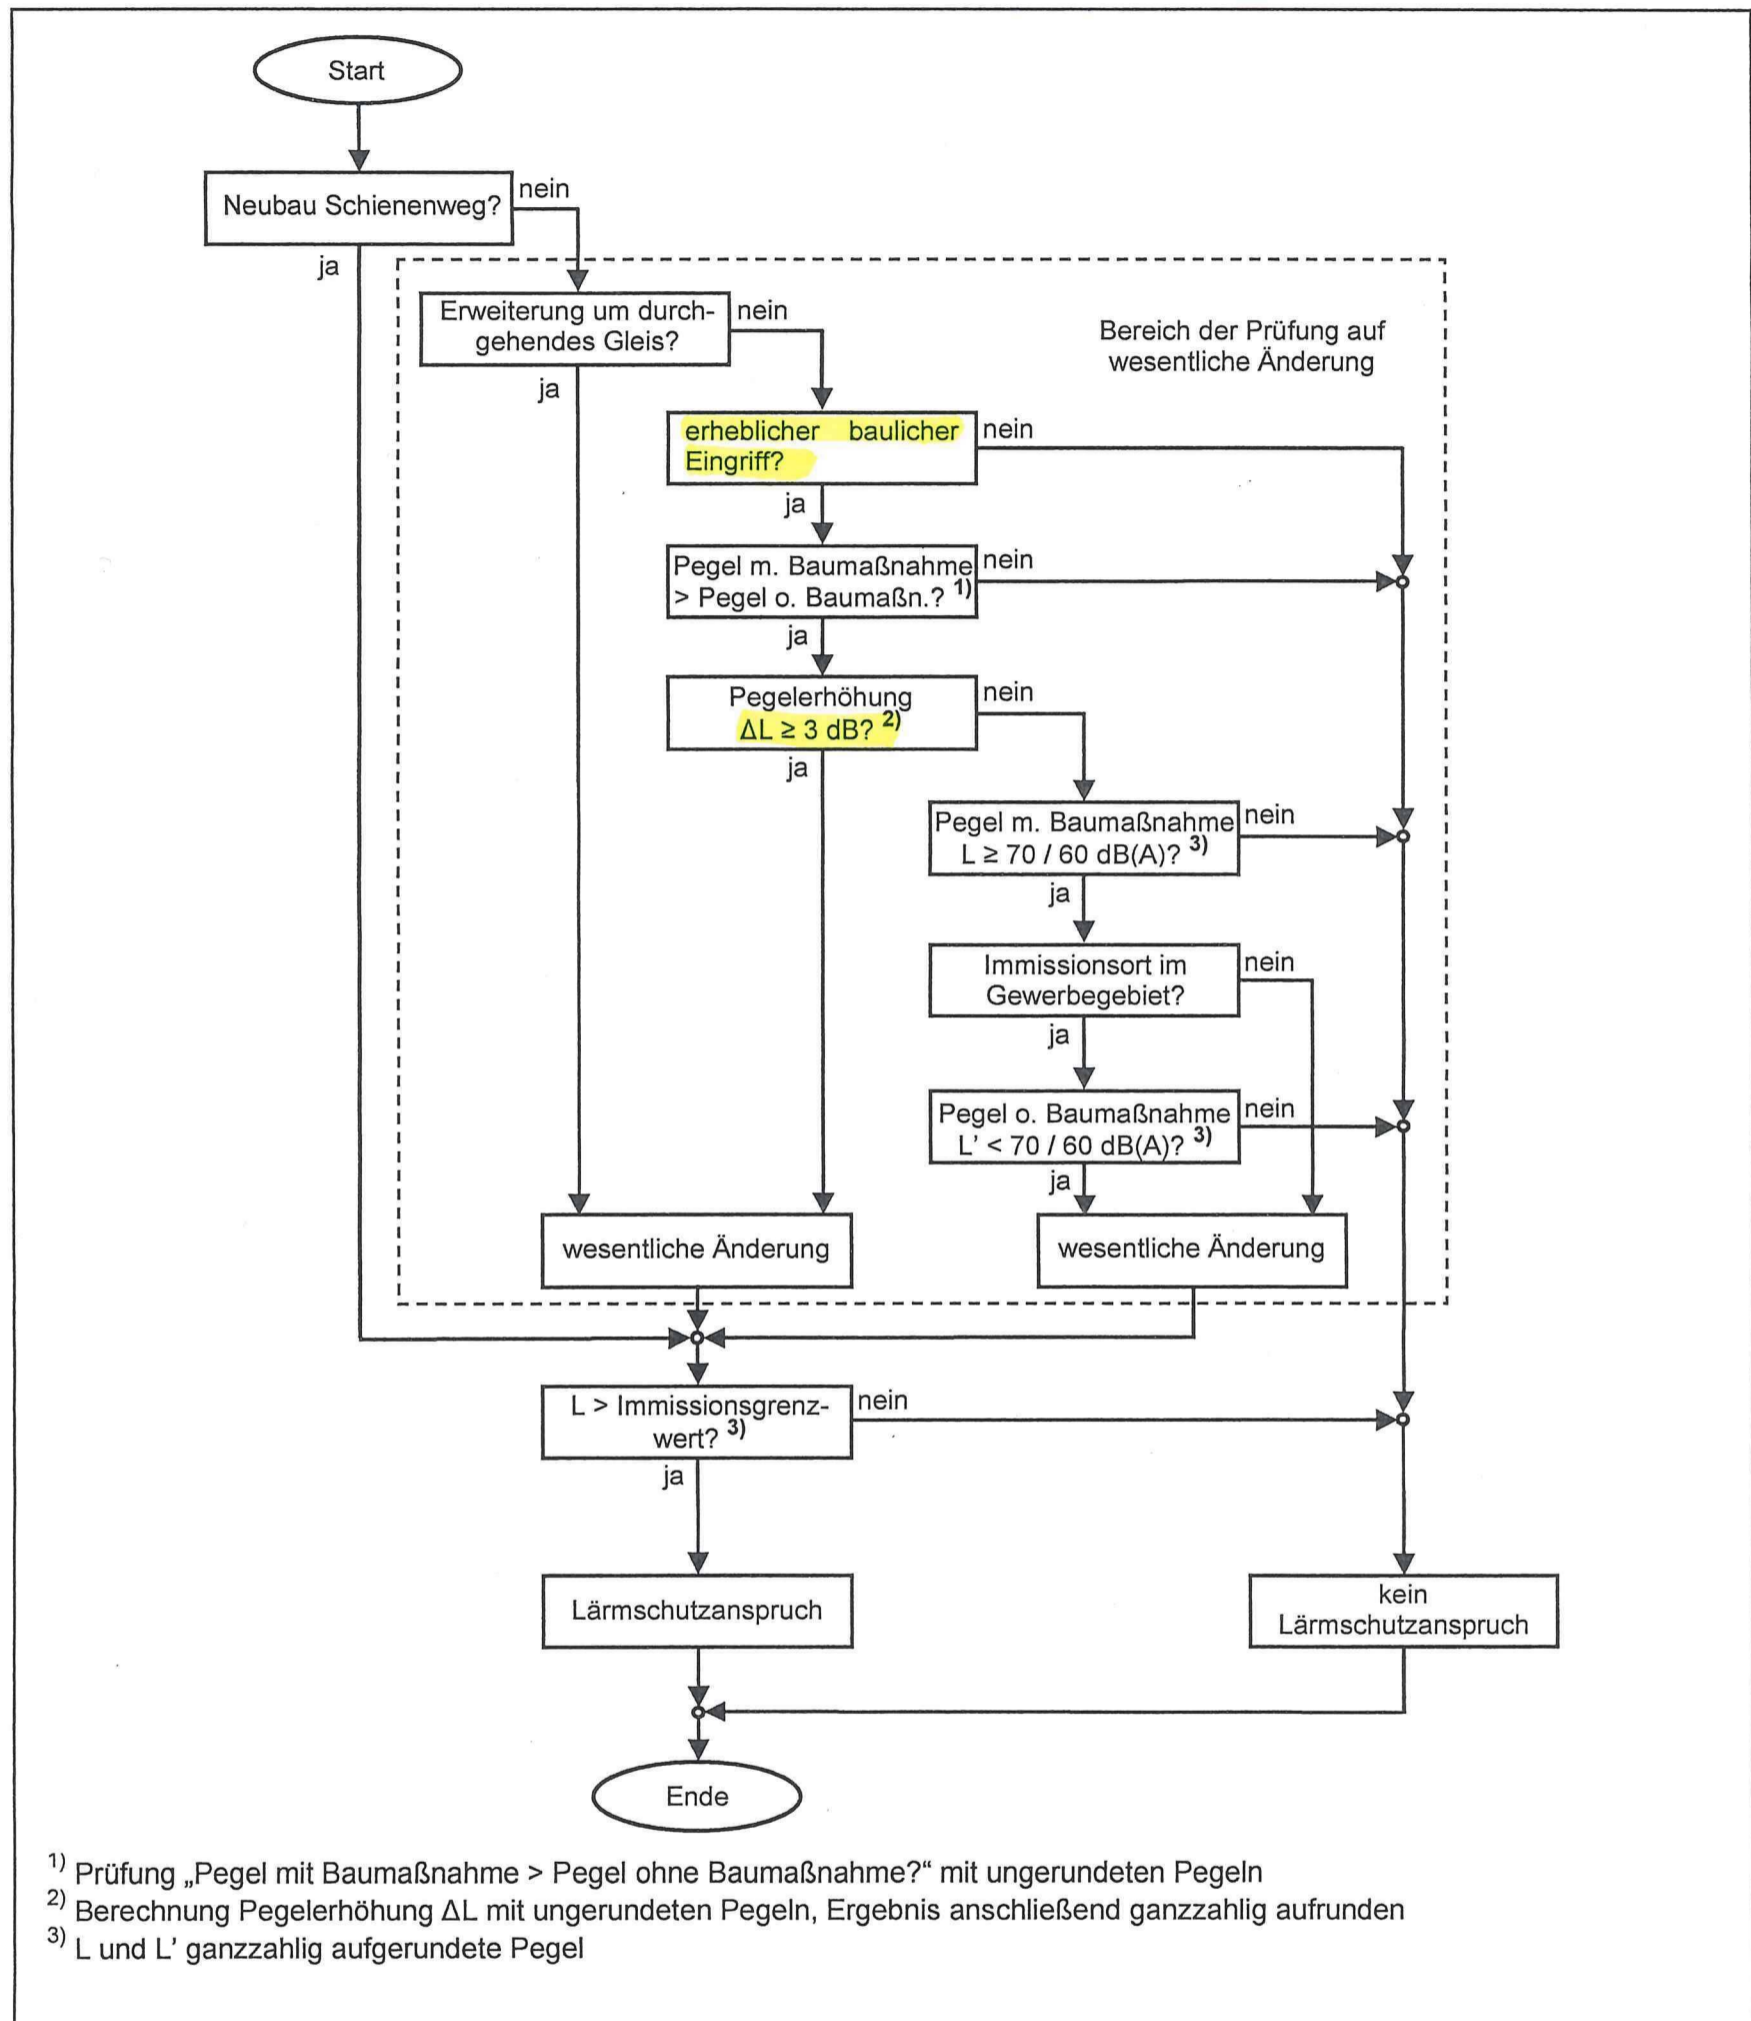 Start
Neubau Schienenweg?
nein
ja
Erweiterung um durch-
gehendes Gleis?
nein
ja
Bereich der Prüfung auf
wesentliche Änderung
erheblicher baulicher
Eingriff?
nein
ja
Pegel m. Baumaßnahme
> Pegel o. Baumaßn.? 1)
nein
ja
Pegelerhöhung
ΔL ≥ 3 dB? 2)
nein
ja
Pegel m. Baumaßnahme
L ≥ 70 / 60 dB(A)? 3)
nein
ja
Immissionsort im
Gewerbegebiet?
nein
ja
Pegel o. Baumaßnahme
L' < 70 / 60 dB(A)? 3)
nein
ja
wesentliche Änderung
wesentliche Änderung
L > Immissionsgrenz-
wert? 3)
nein
ja
Lärmschutzanspruch
kein
Lärmschutzanspruch
Ende
1) Prüfung „Pegel mit Baumaßnahme > Pegel ohne Baumaßnahme?“ mit ungerundeten Pegeln
2) Berechnung Pegelerhöhung ΔL mit ungerundeten Pegeln, Ergebnis anschließend ganzzahlig aufrunden
3) L und L' ganzzahlig aufgerundete Pegel